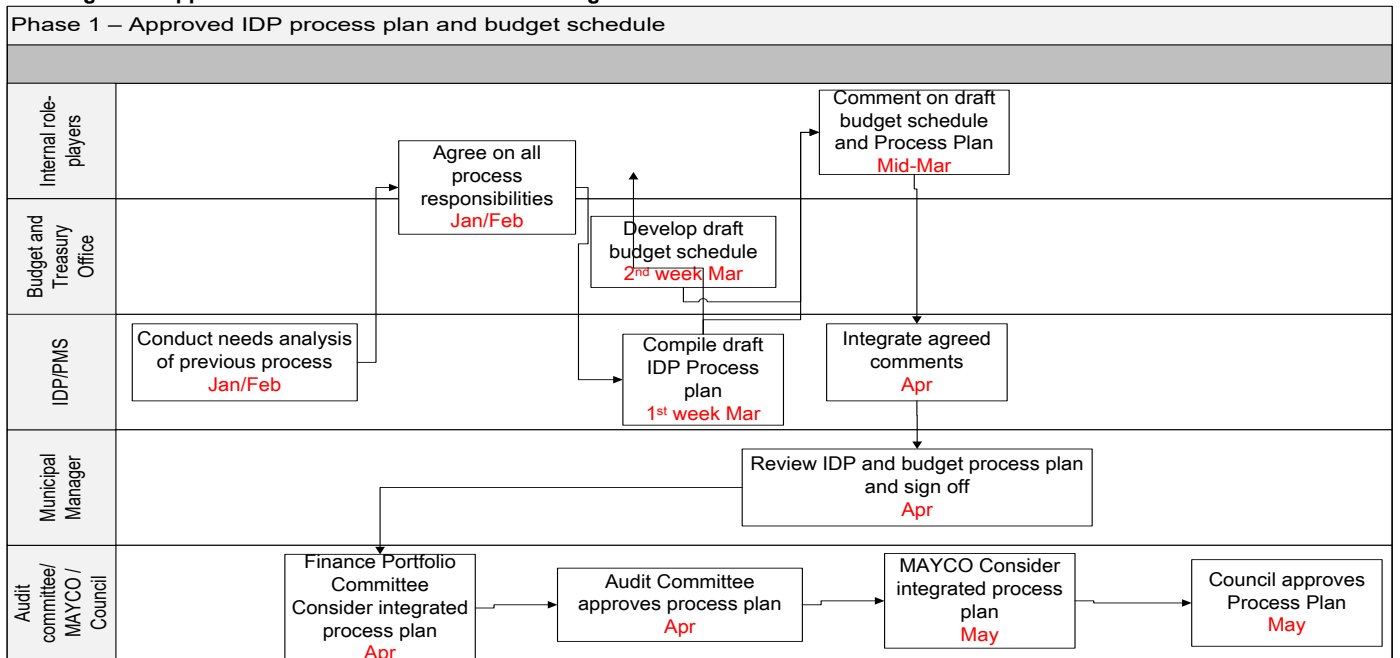 Phase 1 – Approved IDP process plan and budget schedule
Internal role-
players
Agree on all
process
responsibilities
Jan/Feb
Comment on draft
budget schedule
and Process Plan
Mid-Mar
Budget and
Treasury
Office
Develop draft
budget schedule
2nd week Mar
IDP/PMS
Conduct needs analysis
of previous process
Jan/Feb
Compile draft
IDP Process
plan
1st week Mar
Integrate agreed
comments
Apr
Municipal
Manager
Review IDP and budget process plan
and sign off
Apr
Audit
committee/
MAYCO /
Council
Finance Portfolio
Committee
Consider integrated
process plan
Apr
Audit Committee
approves process plan
Apr
MAYCO Consider
integrated process
plan
May
Council approves
Process Plan
May